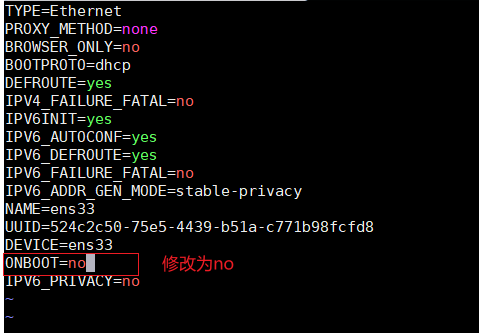 TYPE=Ethernet
PROXY_METHOD=none
BROWSER_ONLY=no
BOOTPROTO=dhcp
DEFROUTE=yes
IPV4_FAILURE_FATAL=no
IPV6INIT=yes
IPV6_AUTOCONF=yes
IPV6_DEFROUTE=yes
IPV6_FAILURE_FATAL=no
IPV6_ADDR_GEN_MODE=stable-privacy
NAME=ens33
UUID=524c2c50-75e5-4439-b51a-c771b98fcfd8
DEVICE=ens33
ONBOOT=no 修改为no
IPV6_PRIVACY=no
~
~